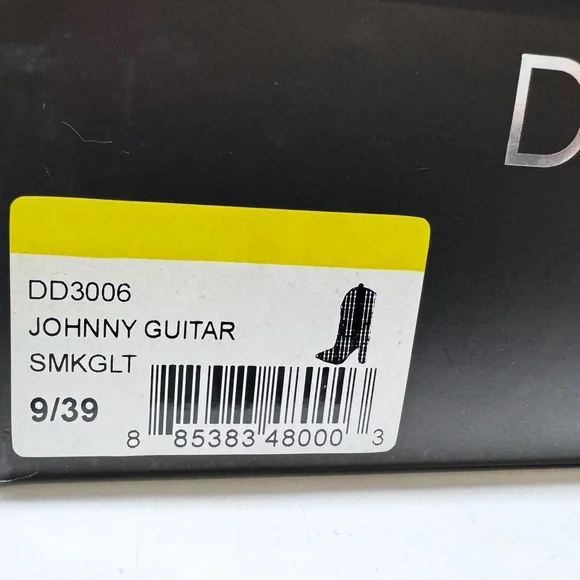 D
DD3006
JOHNNY GUITAR
SMKGLT
9/39
8 85383 48000 3